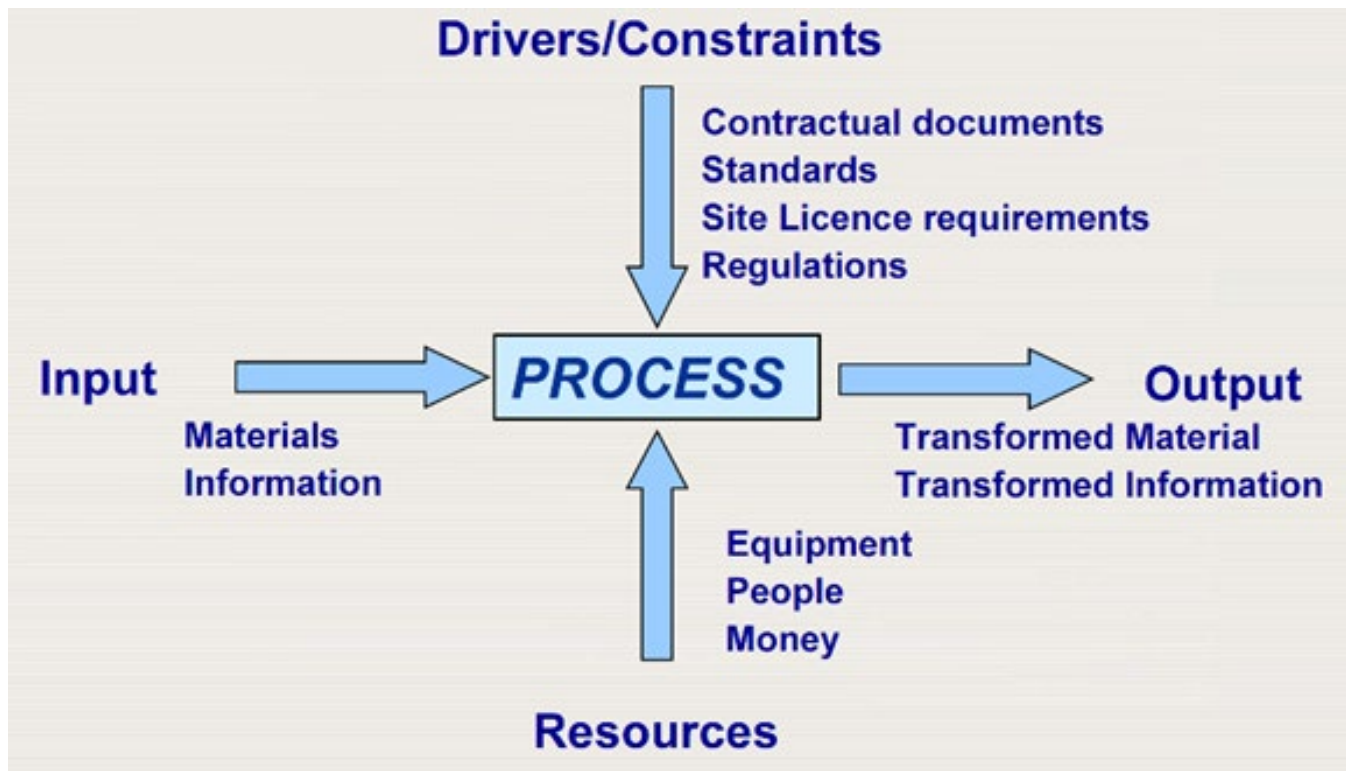 Drivers/Constraints
Contractual documents
Standards
Site Licence requirements
Regulations
Input
PROCESS
Output
Materials
Information
Transformed Material
Transformed Information
Equipment
People
Money
Resources